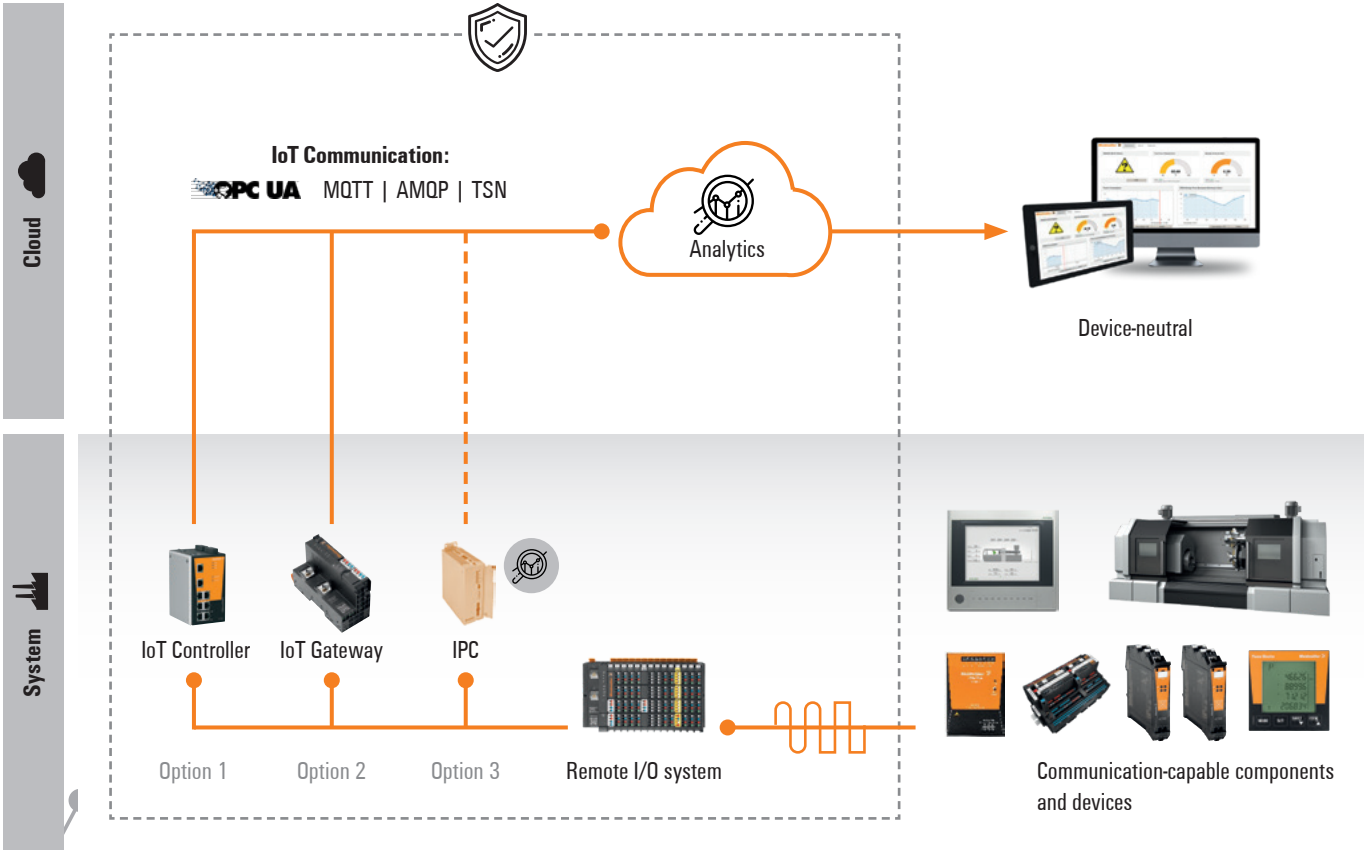 Cloud
IoT Communication:
OPC UA MQTT | AMQP | TSN
Analytics
Device-neutral
System
IoT Controller
IoT Gateway
IPC
Option 1
Option 2
Option 3
Remote I/O system
Communication-capable components
and devices